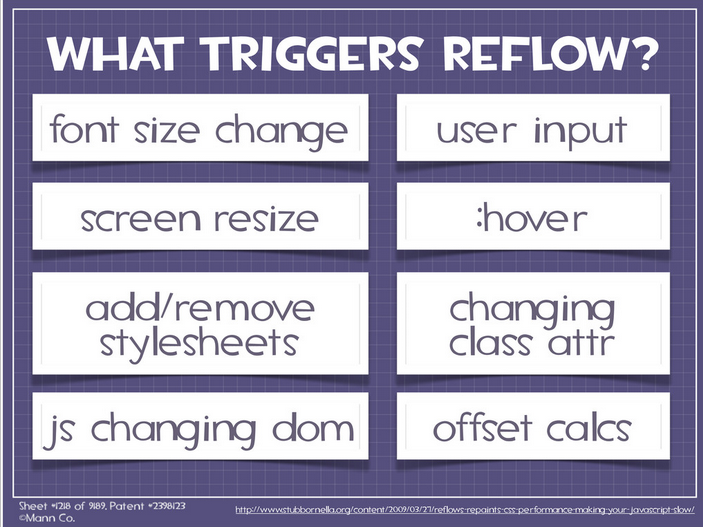 WHAT TRIGGERS REFLOW?
font size change
user input
screen resize
:hover
add/remove
stylesheets
changing
class attr
js changing dom
offset calcs
Sheet #1218 of 9189, Patent #2398123
©Mann Co.
http://www.stubbornella.org/content/2009/03/27/reflows-repaints-css-performance-making-your-javascript-slow/